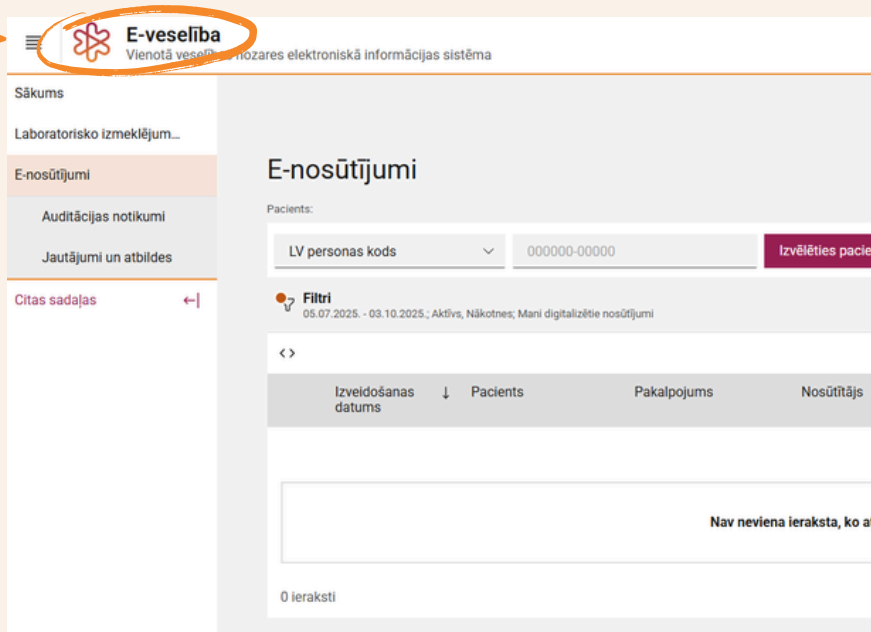 E-veselība
Vienotā veselības nozares elektroniskā informācijas sistēma
Sākums
Laboratorisko izmeklējum...
E-nosūtījumi
Auditācijas notikumi
Jautājumi un atbildes
Citas sadaļas
E-nosūtījumi
Pacients:
LV personas kods
000000-00000
Izvēlēties pacie
Filtri
05.07.2025. - 03.10.2025.; Aktīvs, Nākotnes; Mani digitalizētie nosūtījumi
Izveidošanas datums
Pacients
Pakalpojums
Nosūtītājs
Nav neviena ieraksta, ko a
0 ieraksti